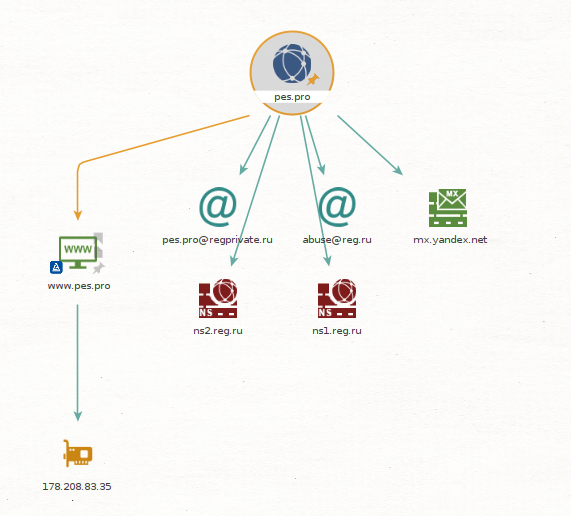 pes.pro
MX
pes.pro@regprivate.ru
abuse@reg.ru
mx.yandex.net
WWW
www.pes.pro
NS
ns2.reg.ru
NS
ns1.reg.ru
178.208.83.35